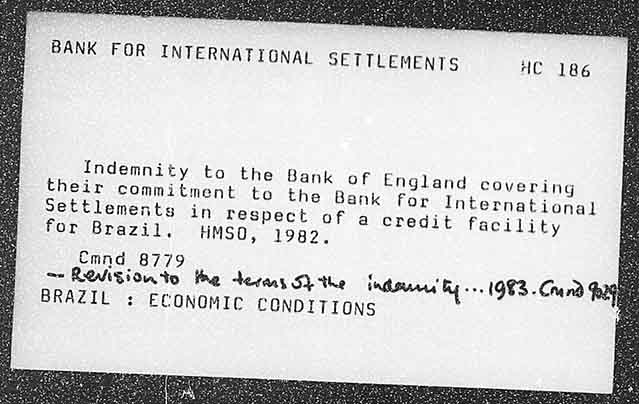 BANK FOR INTERNATIONAL SETTLEMENTS HC 186
Indemnity to the Bank of England covering
their commitment to the Bank for International
Settlements in respect of a credit facility
for Brazil. HMSO, 1982.
Cmnd 8779
-- Revision to the terms of the indemnity... 1983. Cmnd 9029
BRAZIL : ECONOMIC CONDITIONS